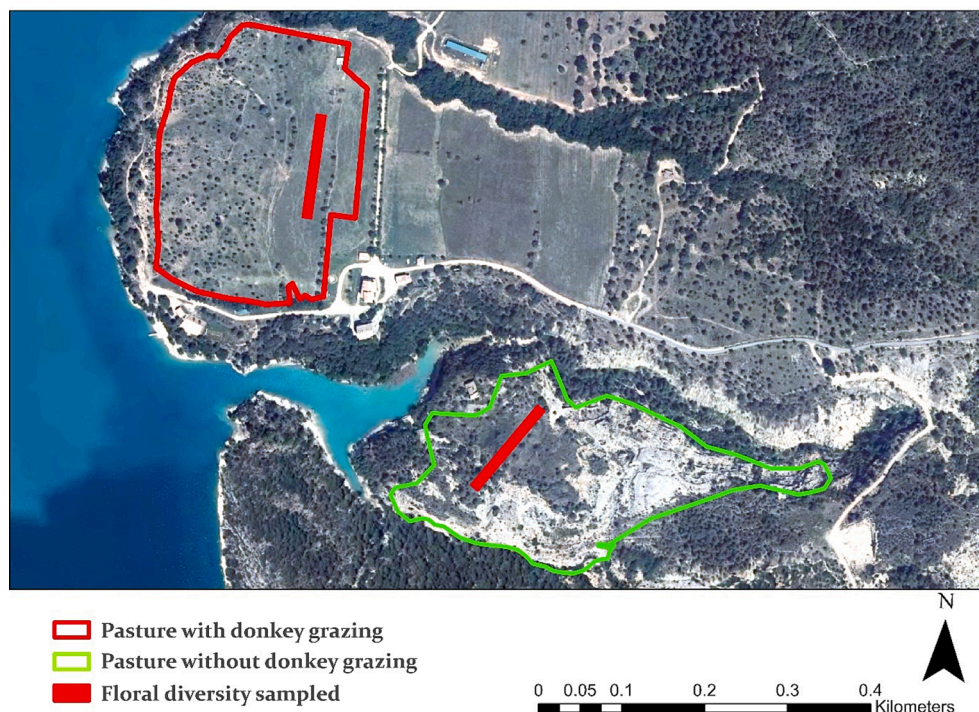 Pasture with donkey grazing
Pasture without donkey grazing
Floral diversity sampled
N
0 0.05 0.1 0.2 0.3 0.4
Kilometers